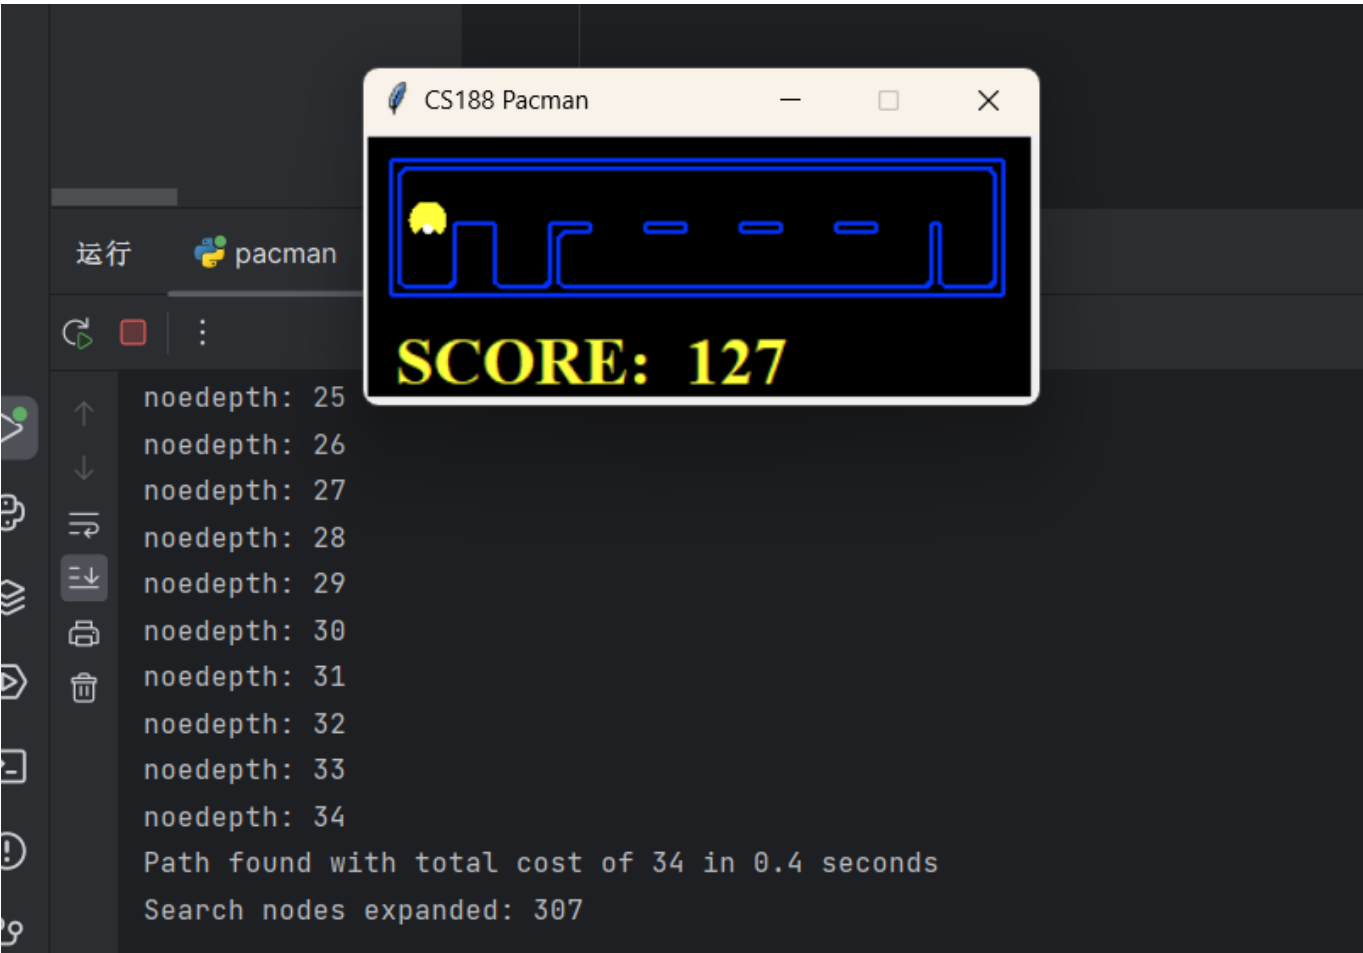 CS188 Pacman
SCORE: 127
运行 pacman
noedepth: 25
noedepth: 26
noedepth: 27
noedepth: 28
noedepth: 29
noedepth: 30
noedepth: 31
noedepth: 32
noedepth: 33
noedepth: 34
Path found with total cost of 34 in 0.4 seconds
Search nodes expanded: 307